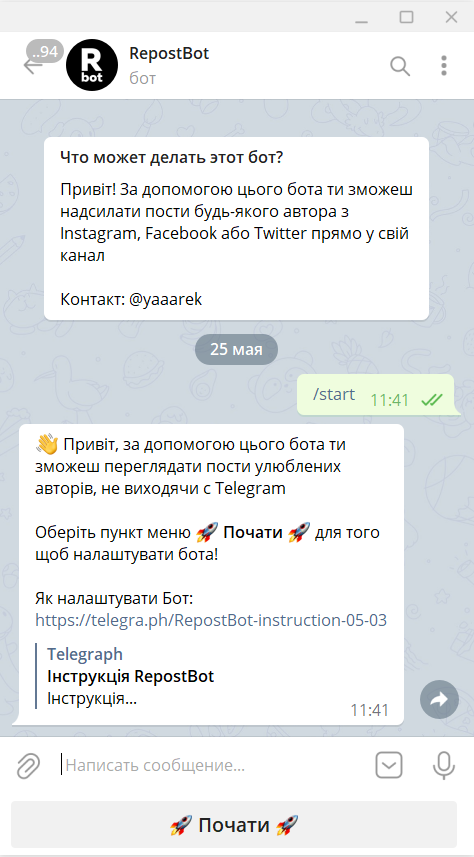 ..94
R
bot
RepostBot
бот
Что может делать этот бот?
Привіт! За допомогою цього бота ти зможеш
надсилати пости будь-якого автора з
Instagram, Facebook або Twitter прямо у свій
канал
Контакт: @yaaarek
25 мая
/start 11:41
👋 Привіт, за допомогою цього бота ти
зможеш переглядати пости улюблених
авторів, не виходячи с Telegram
Оберіть пункт меню 🚀 Почати 🚀 для того
щоб налаштувати бота!
Як налаштувати Бот:
https://telegra.ph/RepostBot-instruction-05-03
Telegraph
Інструкція RepostBot
Інструкція...
11:41
Написать сообщение...
🚀 Почати 🚀